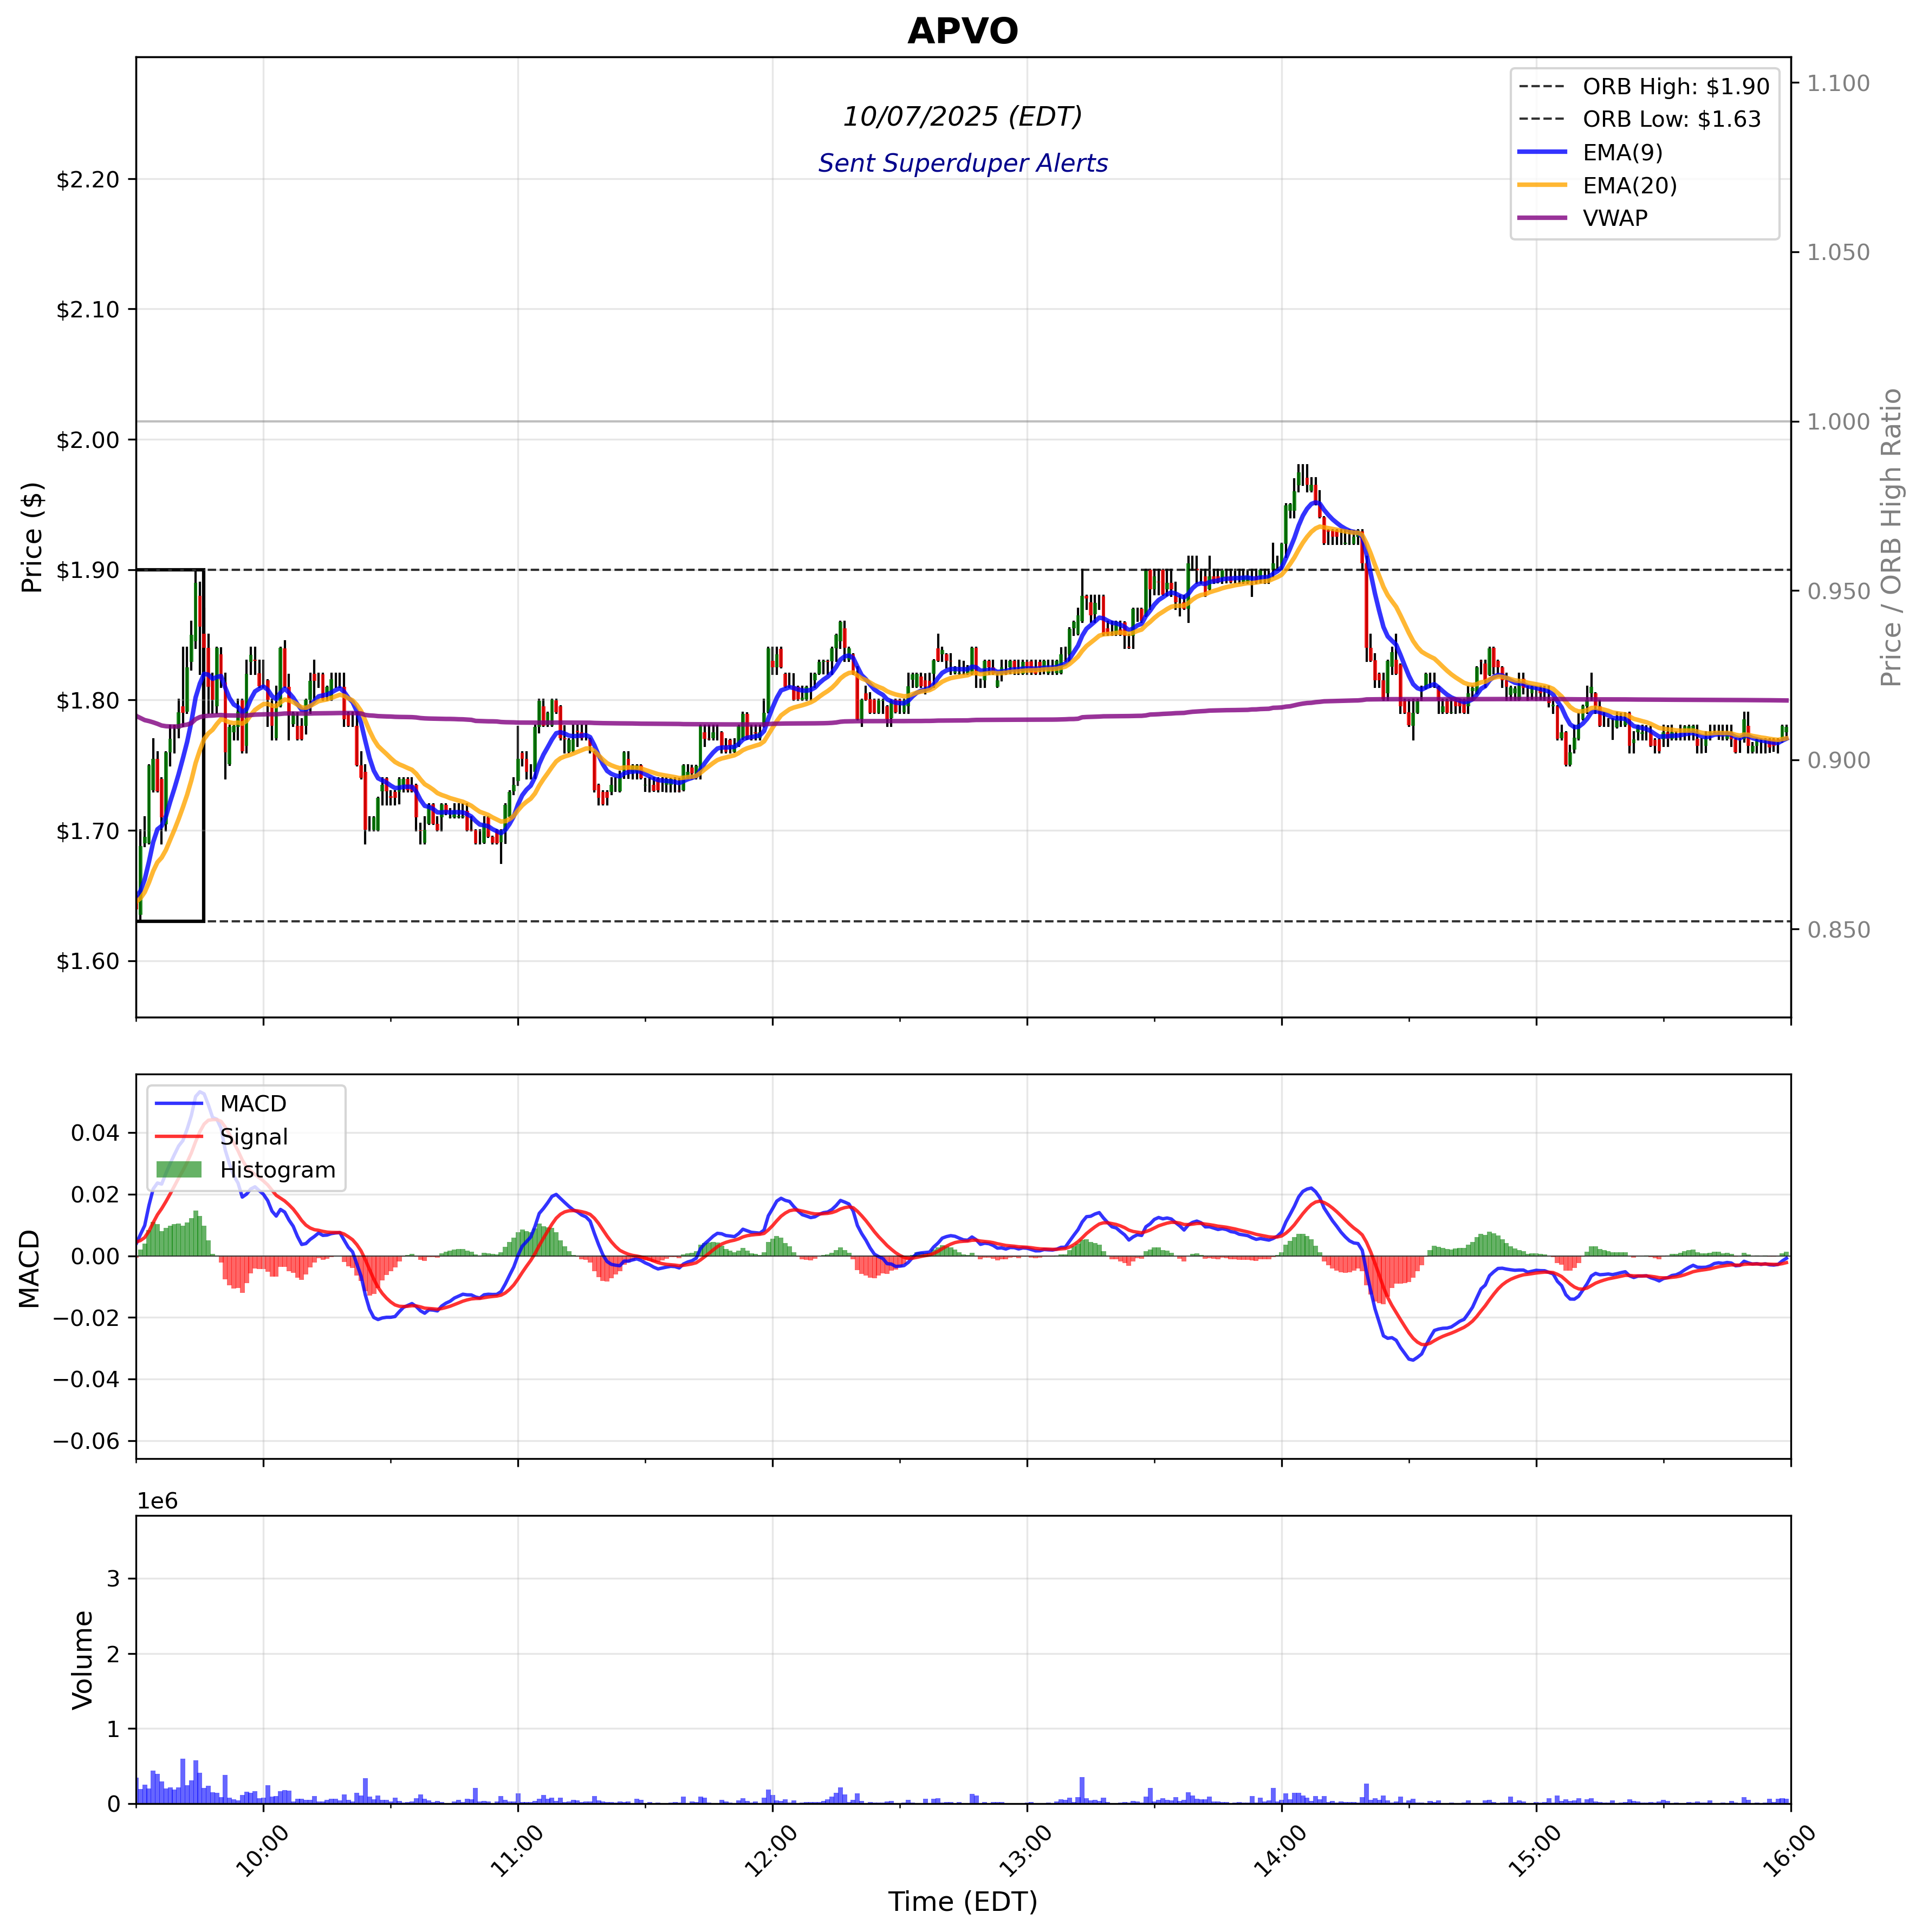 APVO
10/07/2025 (EDT)
Sent Superduper Alerts
ORB High: $1.90
ORB Low: $1.63
EMA(9)
EMA(20)
VWAP
Price ($)
$2.20
$2.10
$2.00
$1.90
$1.80
$1.70
$1.60
1.100
1.050
1.000
0.950
0.900
0.850
Price / ORB High Ratio
MACD
Signal
Histogram
MACD
0.04
0.02
0.00
−0.02
−0.04
−0.06
1e6
Volume
3
2
1
0
10:00
11:00
12:00
13:00
14:00
15:00
16:00
Time (EDT)